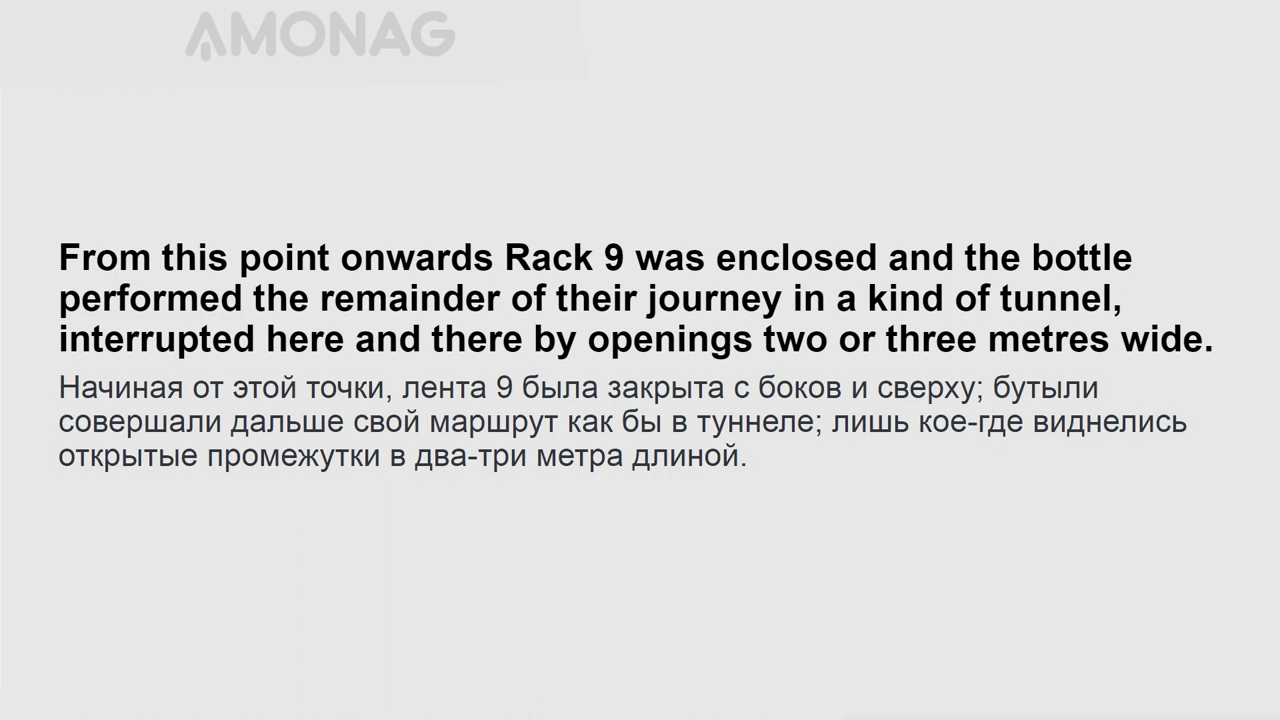 AMONAG
From this point onwards Rack 9 was enclosed and the bottle
performed the remainder of their journey in a kind of tunnel,
interrupted here and there by openings two or three metres wide.
Начиная от этой точки, лента 9 была закрыта с боков и сверху; бутыли
совершали дальше свой маршрут как бы в туннеле; лишь кое-где виднелись
открытые промежутки в два-три метра длиной.